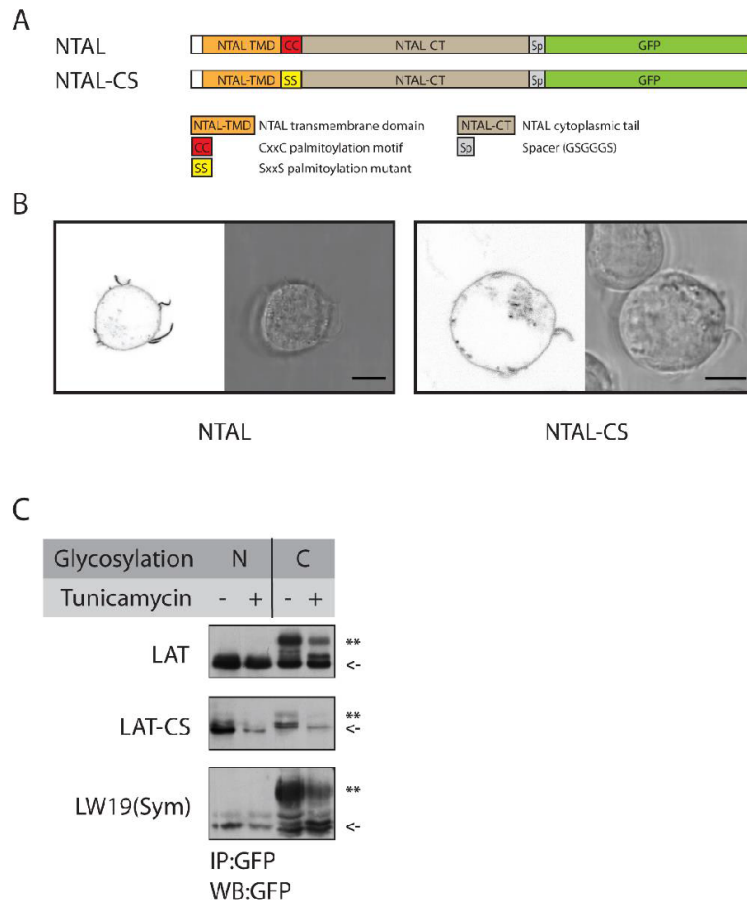 A
NTAL
NTAL TMD CC NTAL CT Sp GFP
NTAL-CS
NTAL-TMD SS NTAL-CT Sp GFP
NTAL-TMD NTAL transmembrane domain
NTAL-CT NTAL cytoplasmic tail
CC CxxC palmitoylation motif
Sp Spacer (GSGGGS)
SS SxxS palmitoylation mutant
B
NTAL
NTAL-CS
C
Glycosylation N C
Tunicamycin - + - +
LAT ** <-
LAT-CS ** <-
LW19(Sym) ** <-
IP:GFP
WB:GFP